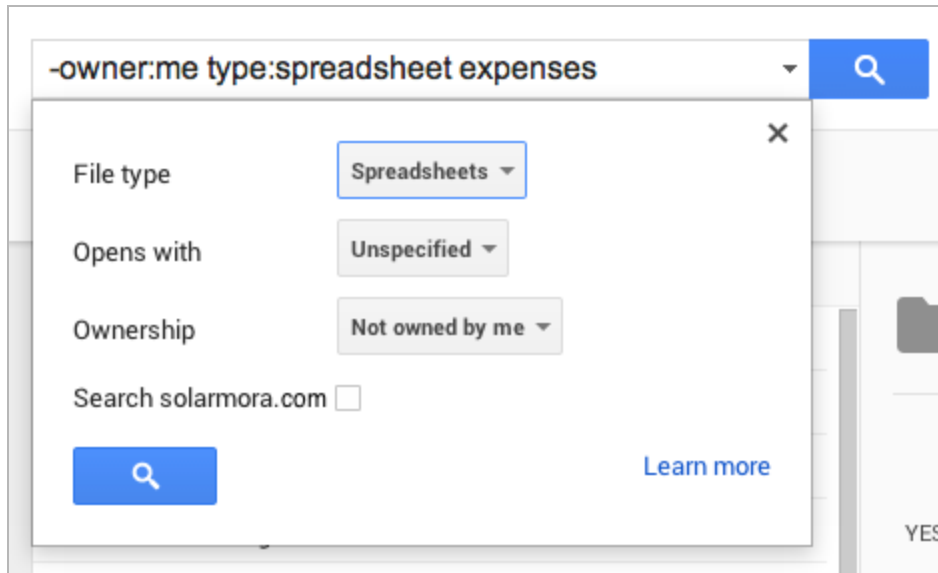 -owner:me type:spreadsheet expenses
File type Spreadsheets
Opens with Unspecified
Ownership Not owned by me
Search solarmora.com
Learn more